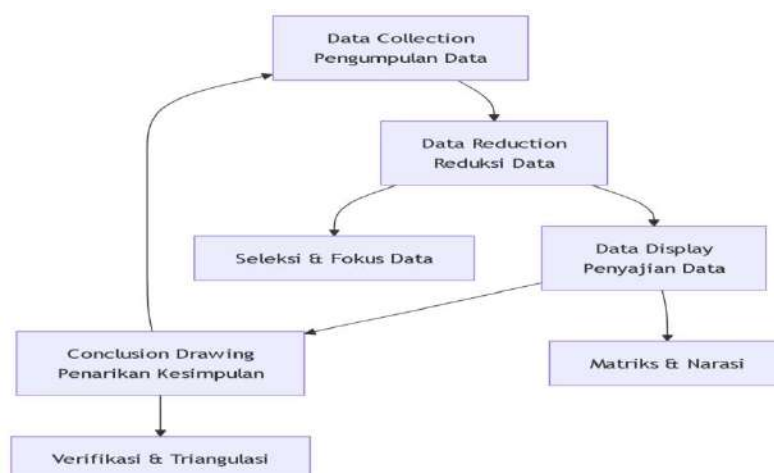 Data Collection
Pengumpulan Data
Data Reduction
Reduksi Data
Seleksi & Fokus Data
Data Display
Penyajian Data
Conclusion Drawing
Penarikan Kesimpulan
Matriks & Narasi
Verifikasi & Triangulasi